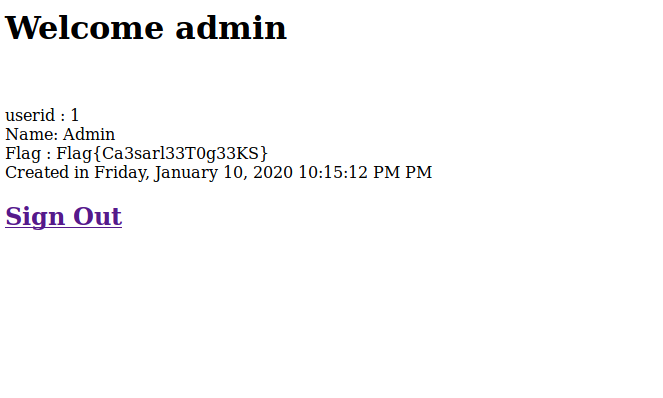 Welcome admin
userid : 1
Name: Admin
Flag : Flag{Ca3sarl33T0g33KS}
Created in Friday, January 10, 2020 10:15:12 PM PM
Sign Out